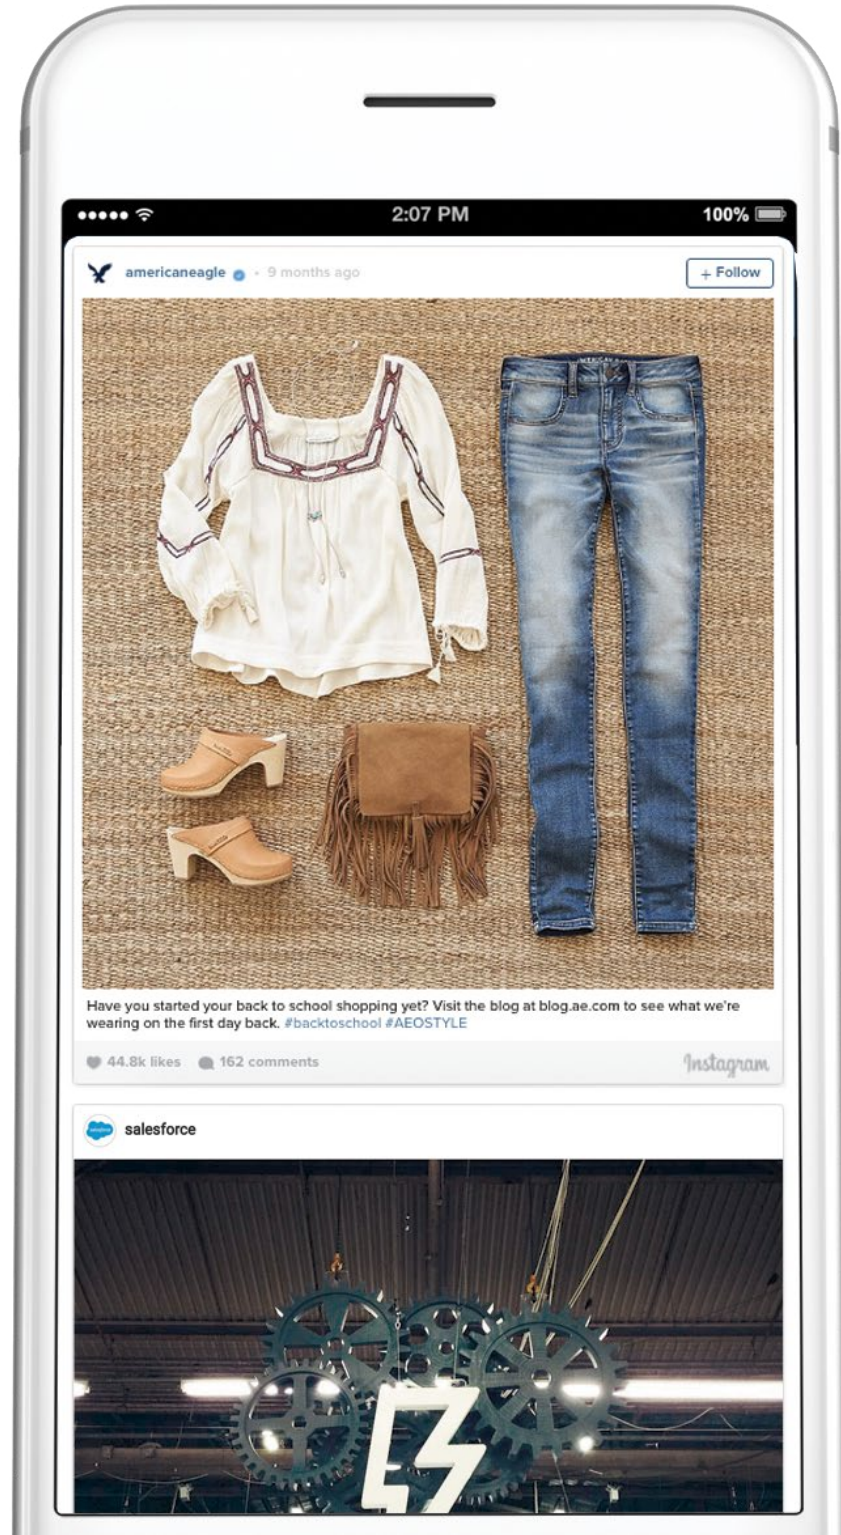 2:07 PM
100%
americaneagle • 9 months ago
+ Follow
Have you started your back to school shopping yet? Visit the blog at blog.ae.com to see what we're
wearing on the first day back. #backtoschool #AEOSTYLE
44.8k likes 162 comments
Instagram
salesforce